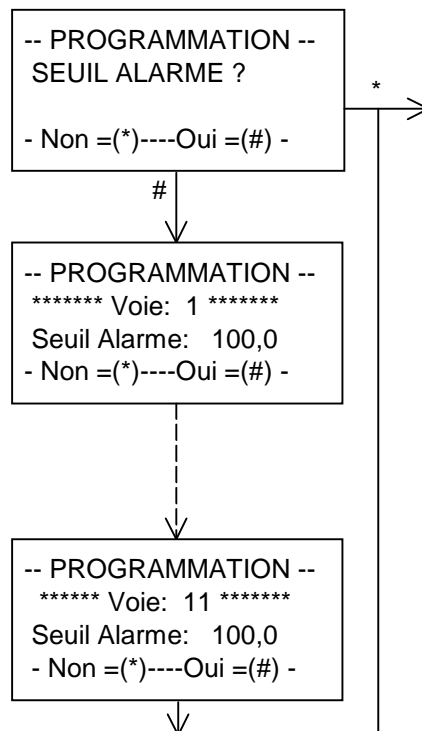 -- PROGRAMMATION --
SEUIL ALARME ?
- Non =(*)----Oui =(#) -
*
#
-- PROGRAMMATION --
******* Voie: 1 *******
Seuil Alarme: 100,0
- Non =(*)----Oui =(#) -
-- PROGRAMMATION --
****** Voie: 11 *******
Seuil Alarme: 100,0
- Non =(*)----Oui =(#) -